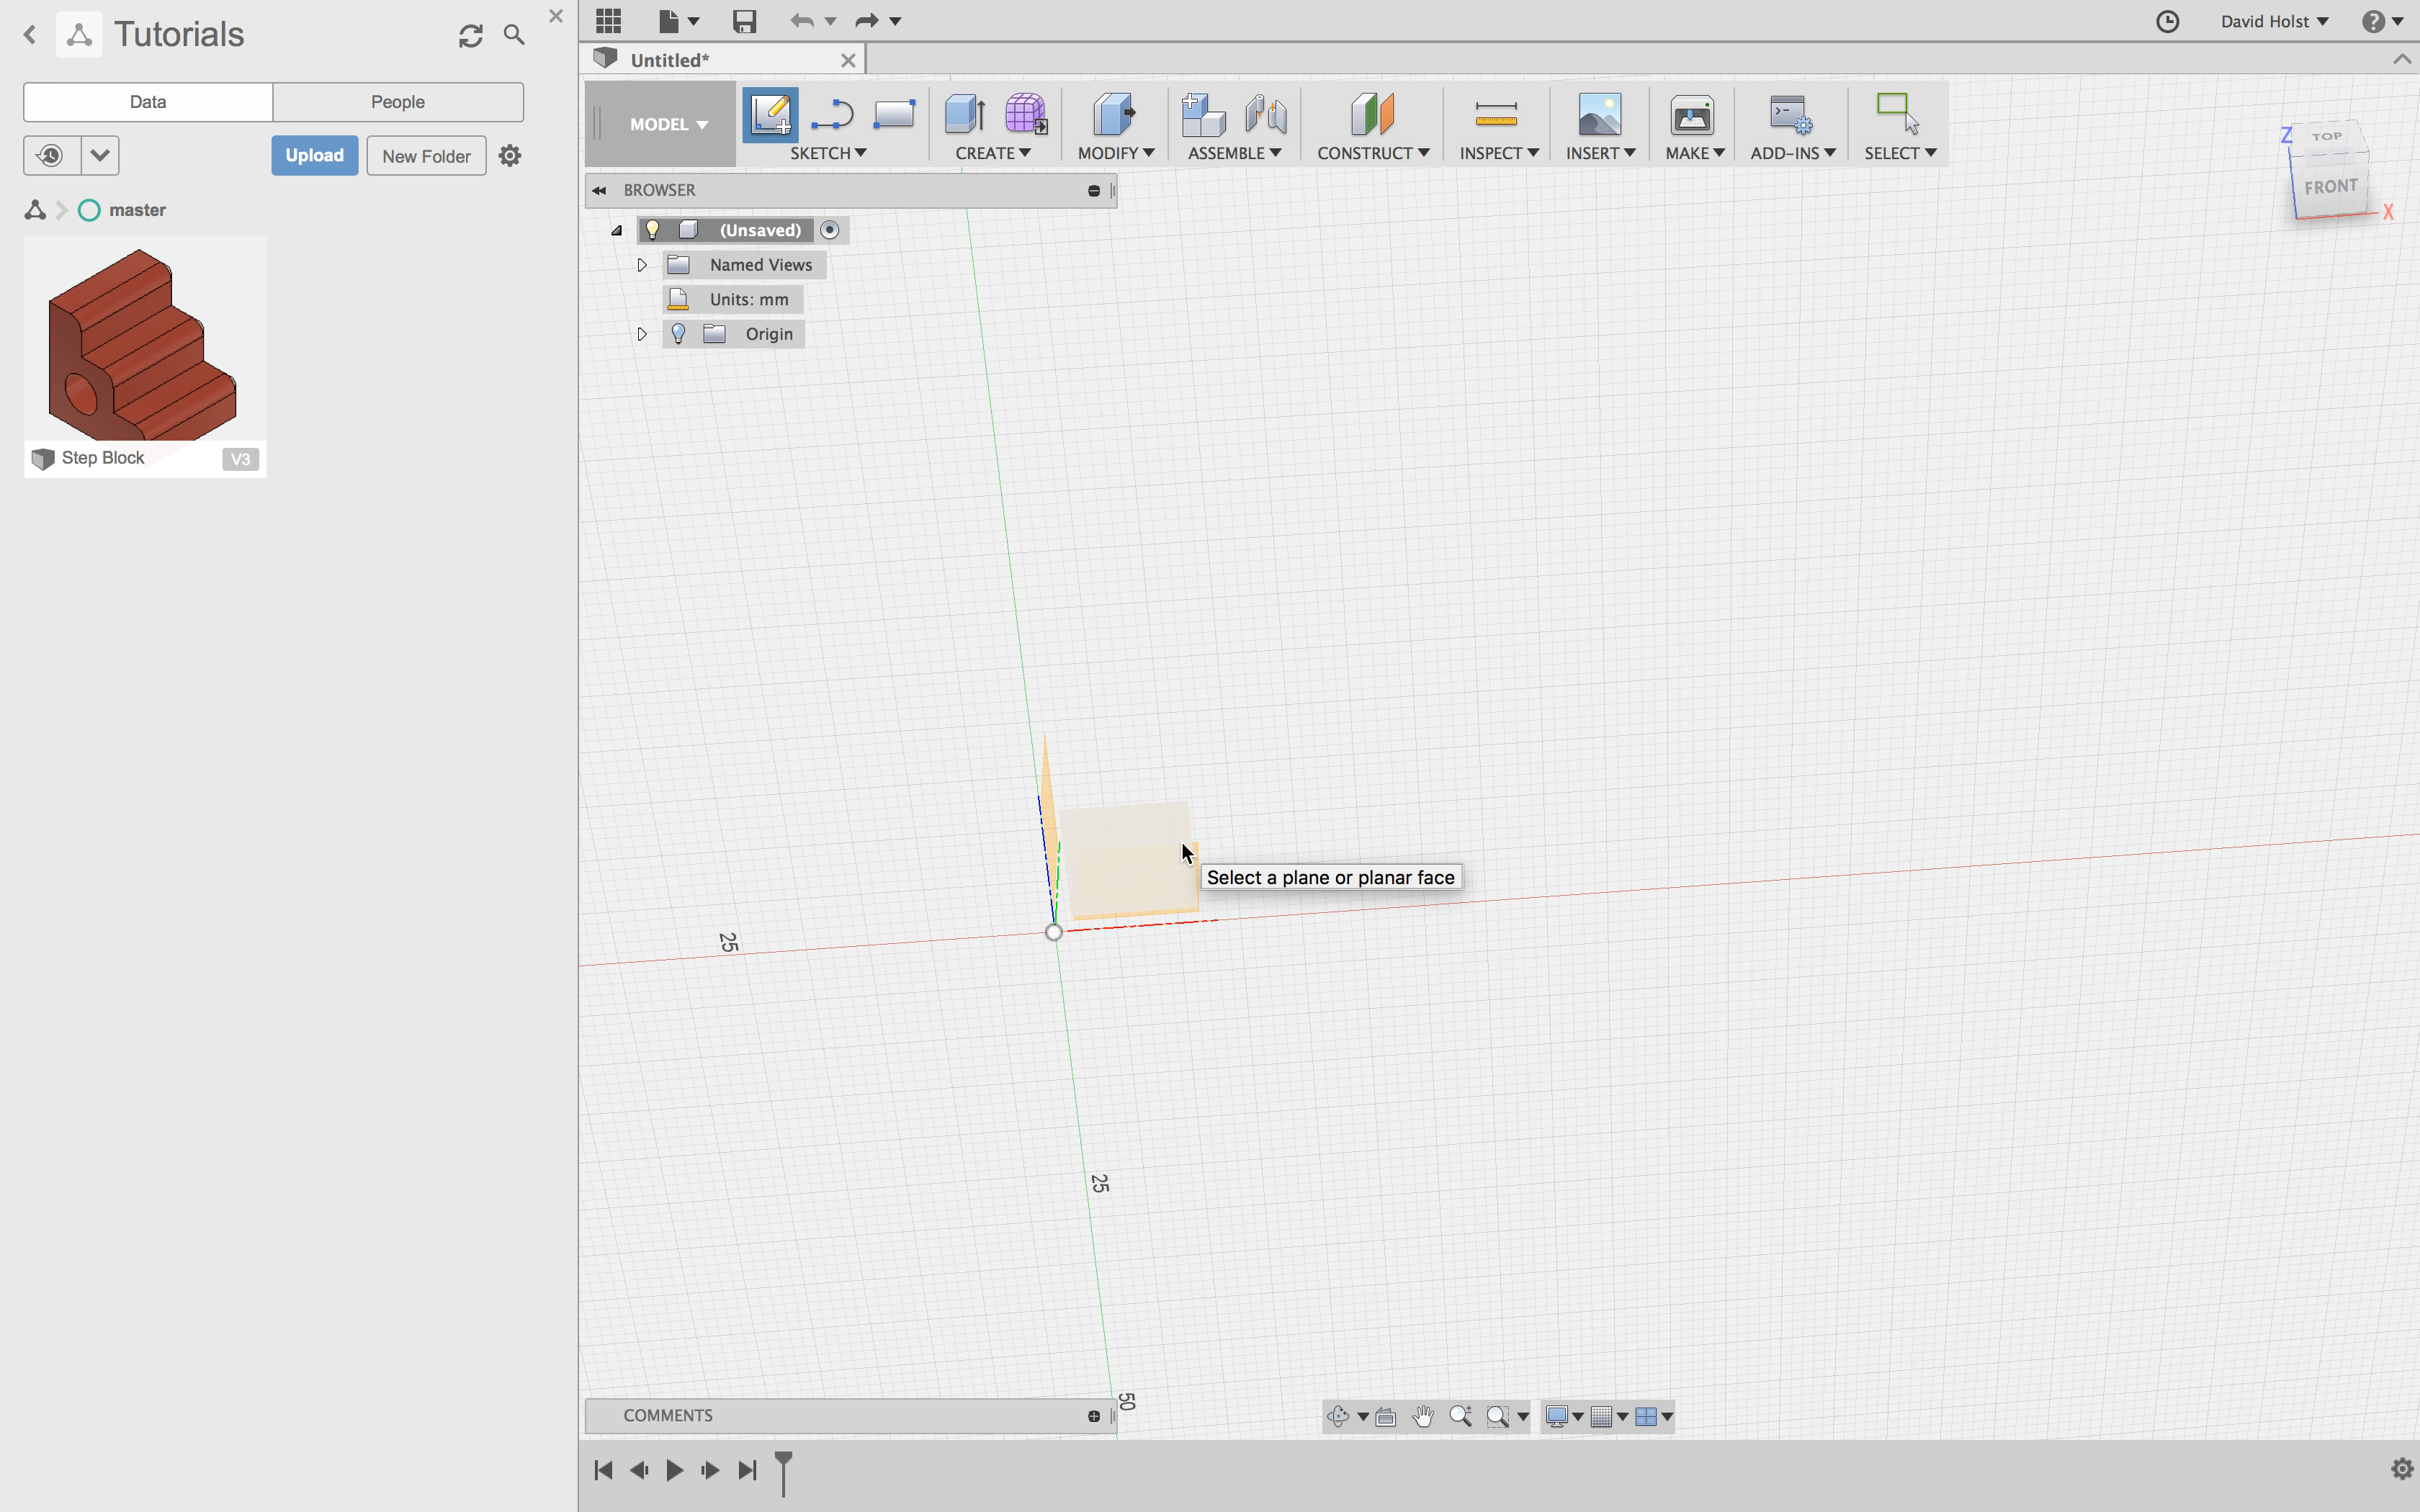 Tutorials
Data
People
Upload
New Folder
master
Step Block
V3
David Holst
Untitled*
MODEL
SKETCH
CREATE
MODIFY
ASSEMBLE
CONSTRUCT
INSPECT
INSERT
MAKE
ADD-INS
SELECT
BROWSER
(Unsaved)
Named Views
Units: mm
Origin
Z
TOP
FRONT
X
Select a plane or planar face
25
25
50
COMMENTS